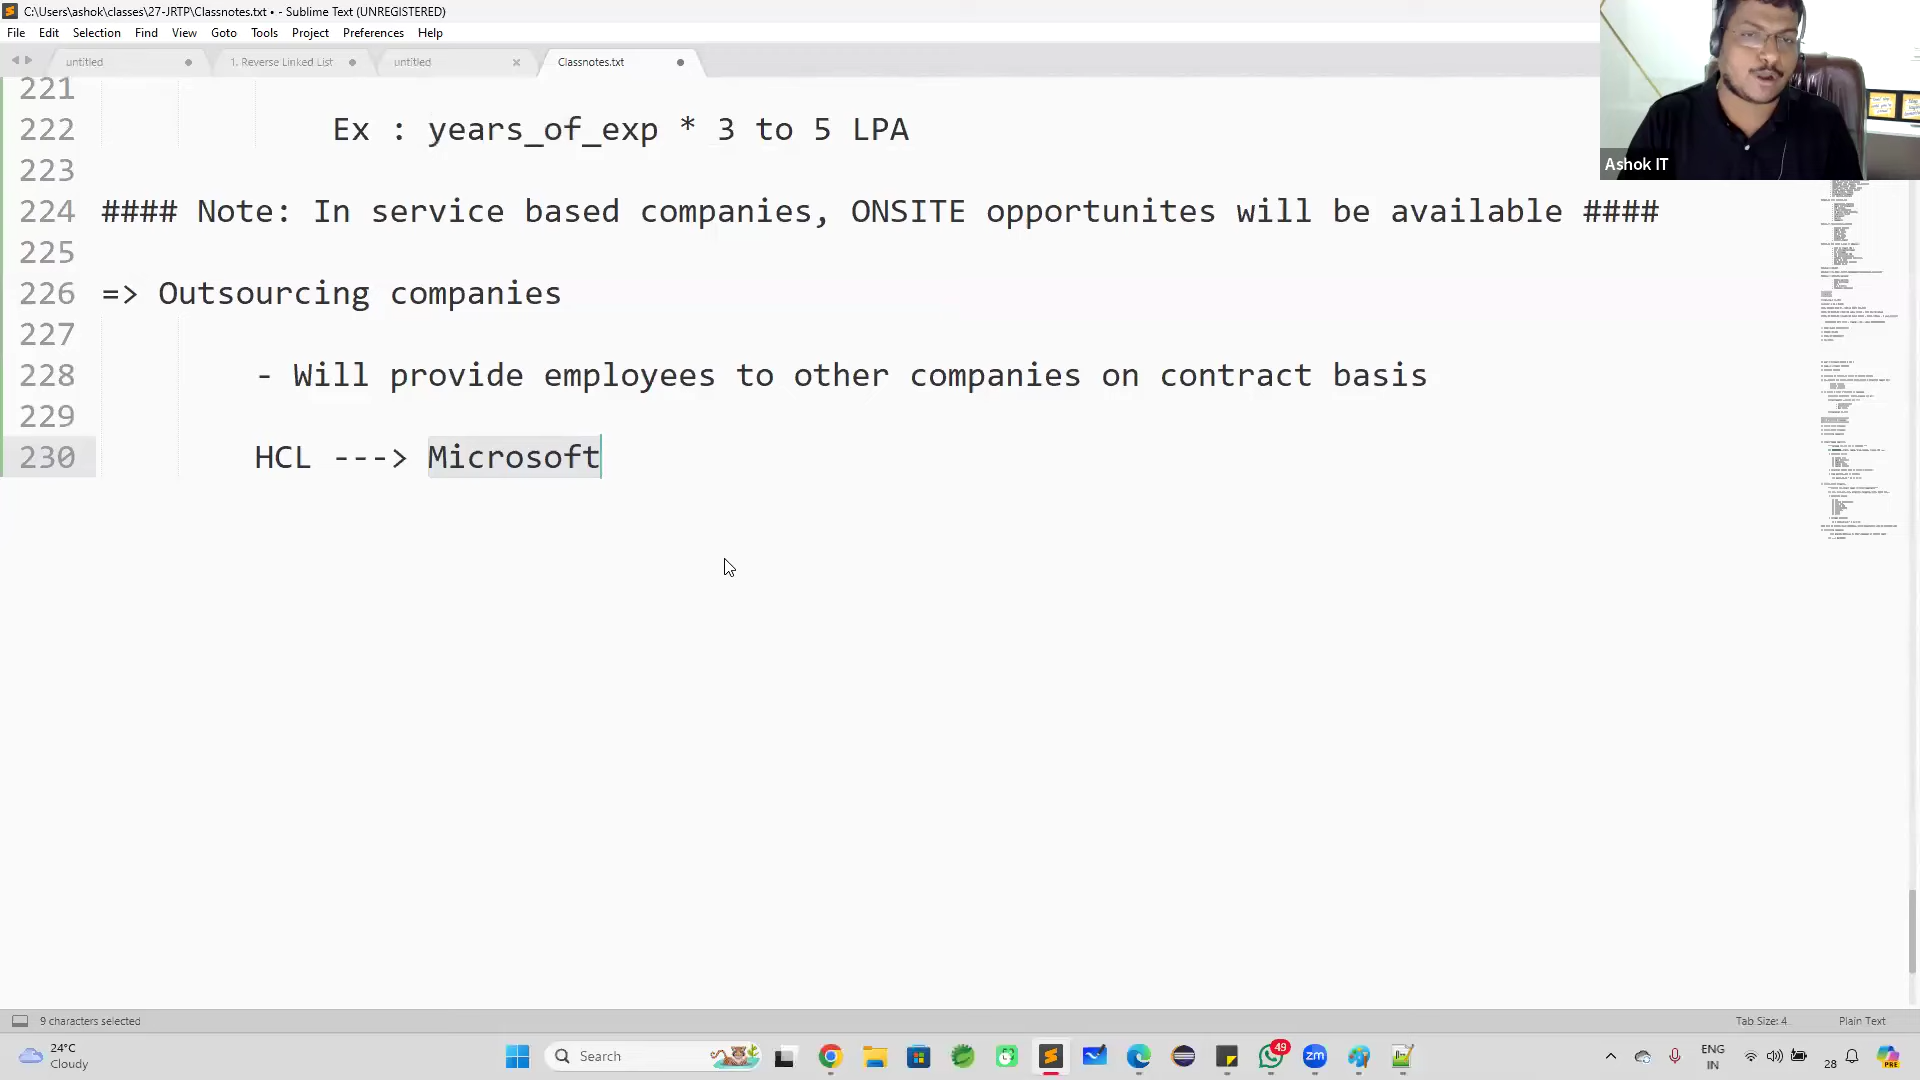 C:\Users\ashok\classes\27-JRTP\Classnotes.txt • - Sublime Text (UNREGISTERED)
File Edit Selection Find View Goto Tools Project Preferences Help
untitled 1. Reverse Linked List untitled Classnotes.txt
221
222 Ex : years_of_exp * 3 to 5 LPA
Ashok IT
223
224 #### Note: In service based companies, ONSITE opportunites will be available ####
225
226 => Outsourcing companies
227
228 - Will provide employees to other companies on contract basis
229
230 HCL ---> Microsoft
9 characters selected Tab Size: 4 Plain Text
24°C
Cloudy
Search
49
zm
ENG
IN
28
PRE